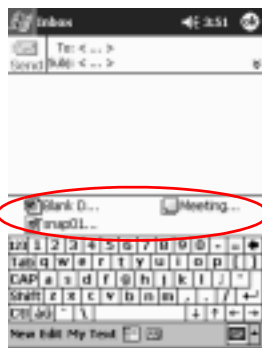 Inbox 3:51 ok
To: < ... >
Send Subj: < ... >
Blank D... Meeting...
map01...
123 1 2 3 4 5 6 7 8 9 0 - =
Tab q w e r t y u i o p [ ]
CAP a s d f g h j k l ; '
Shift z x c v b n m , . /
Ctl áü ` \
New Edit My Text